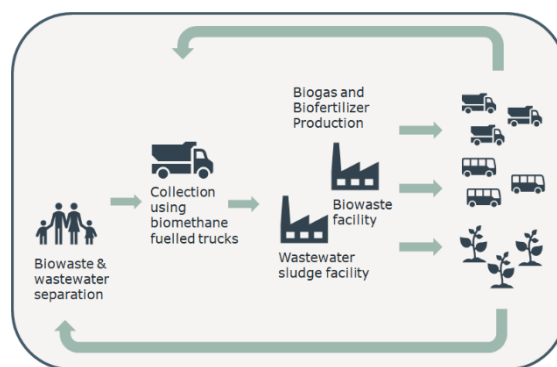 Biogas and
Biofertilizer
Production
Collection
using
biomethane
fuelled trucks
Biowaste
facility
Wastewater
sludge facility
Biowaste &
wastewater
separation